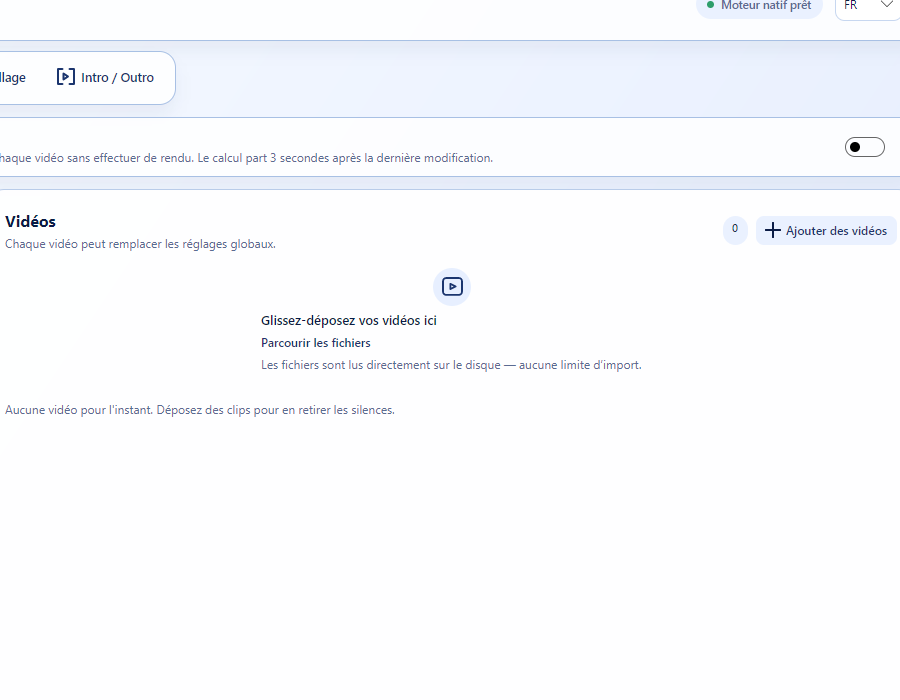 Moteur natif prêt
FR
Intro / Outro
vidéo sans effectuer de rendu. Le calcul part 3 secondes après la dernière modification.
Vidéos
Chaque vidéo peut remplacer les réglages globaux.
0
Ajouter des vidéos
Glissez-déposez vos vidéos ici
Parcourir les fichiers
Les fichiers sont lus directement sur le disque — aucune limite d’import.
Aucune vidéo pour l’instant. Déposez des clips pour en retirer les silences.